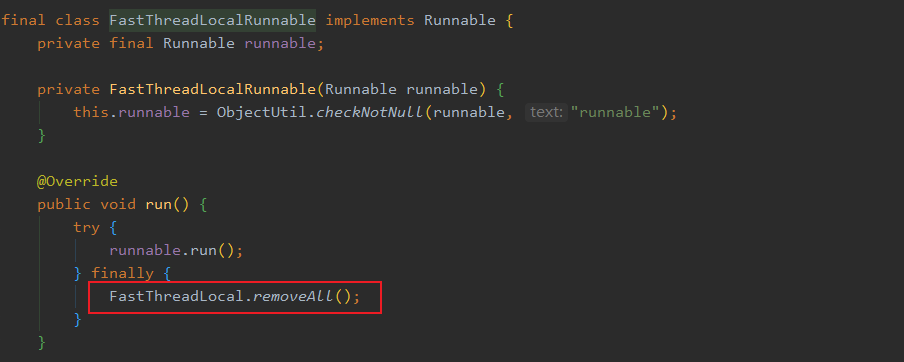 final class FastThreadLocalRunnable implements Runnable {
private final Runnable runnable;
private FastThreadLocalRunnable(Runnable runnable) {
this.runnable = ObjectUtil.checkNotNull(runnable, text: "runnable");
}
@Override
public void run() {
try {
runnable.run();
} finally {
FastThreadLocal.removeAll();
}
}